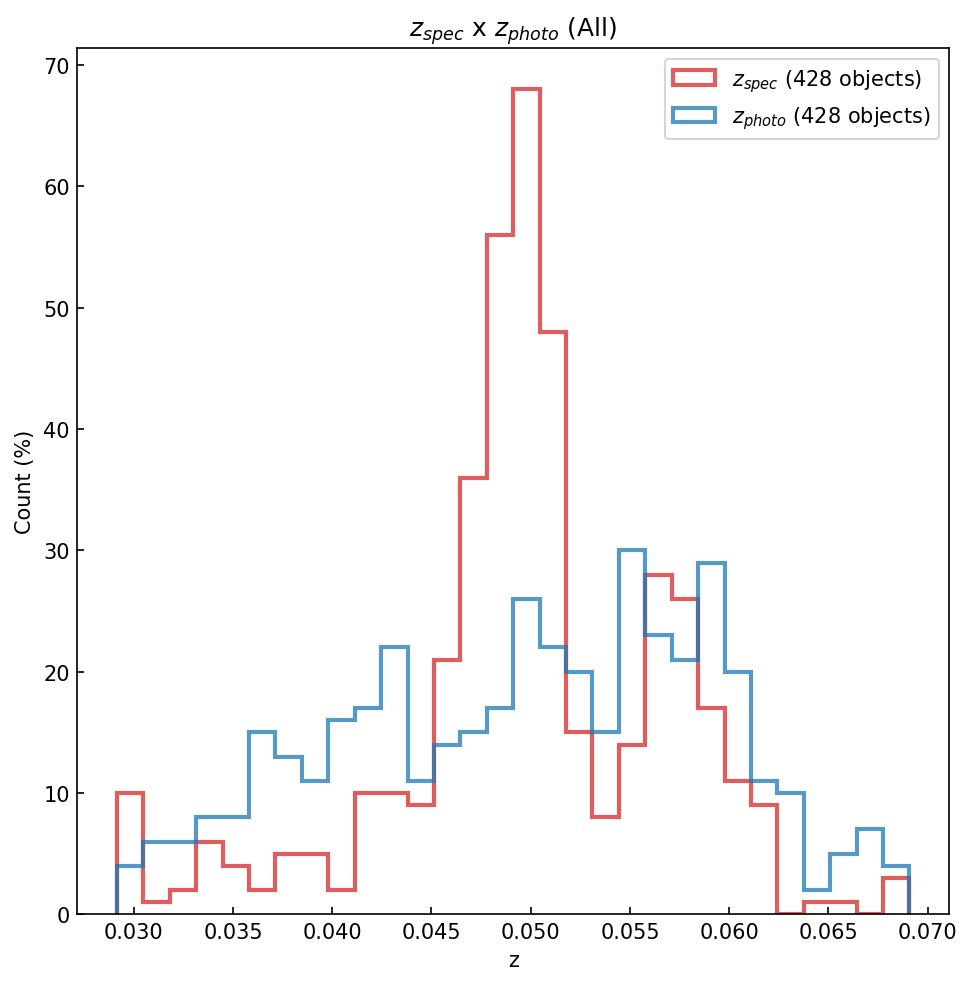 z_spec x z_photo (All)
z_spec (428 objects)
z_photo (428 objects)
Count (%)
70
60
50
40
30
20
10
0
0.030 0.035 0.040 0.045 0.050 0.055 0.060 0.065 0.070
z